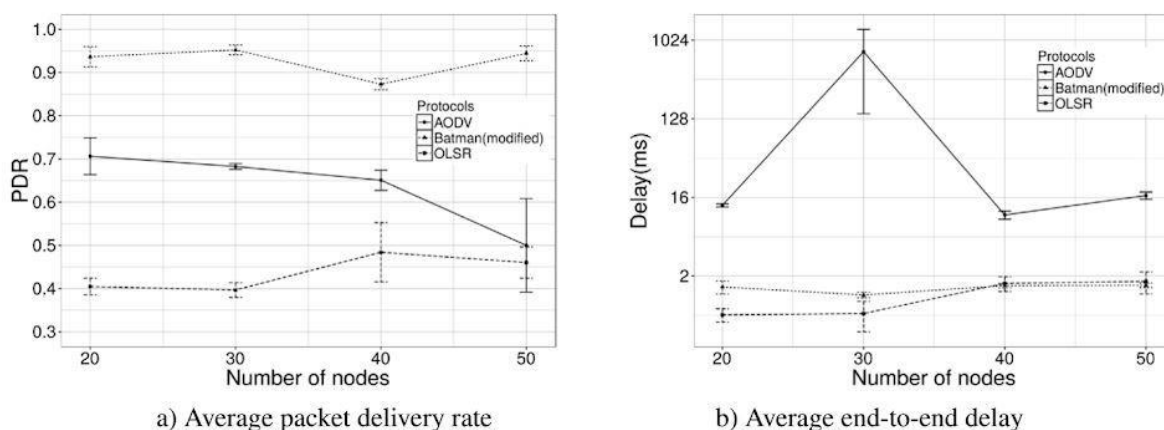 1.0
0.9
0.8
0.7
0.6
0.5
0.4
0.3
PDR
Protocols
AODV
Batman(modified)
OLSR
20 30 40 50
Number of nodes
a) Average packet delivery rate
1024
128
16
2
Delay(ms)
Protocols
AODV
Batman(modified)
OLSR
20 30 40 50
Number of nodes
b) Average end-to-end delay